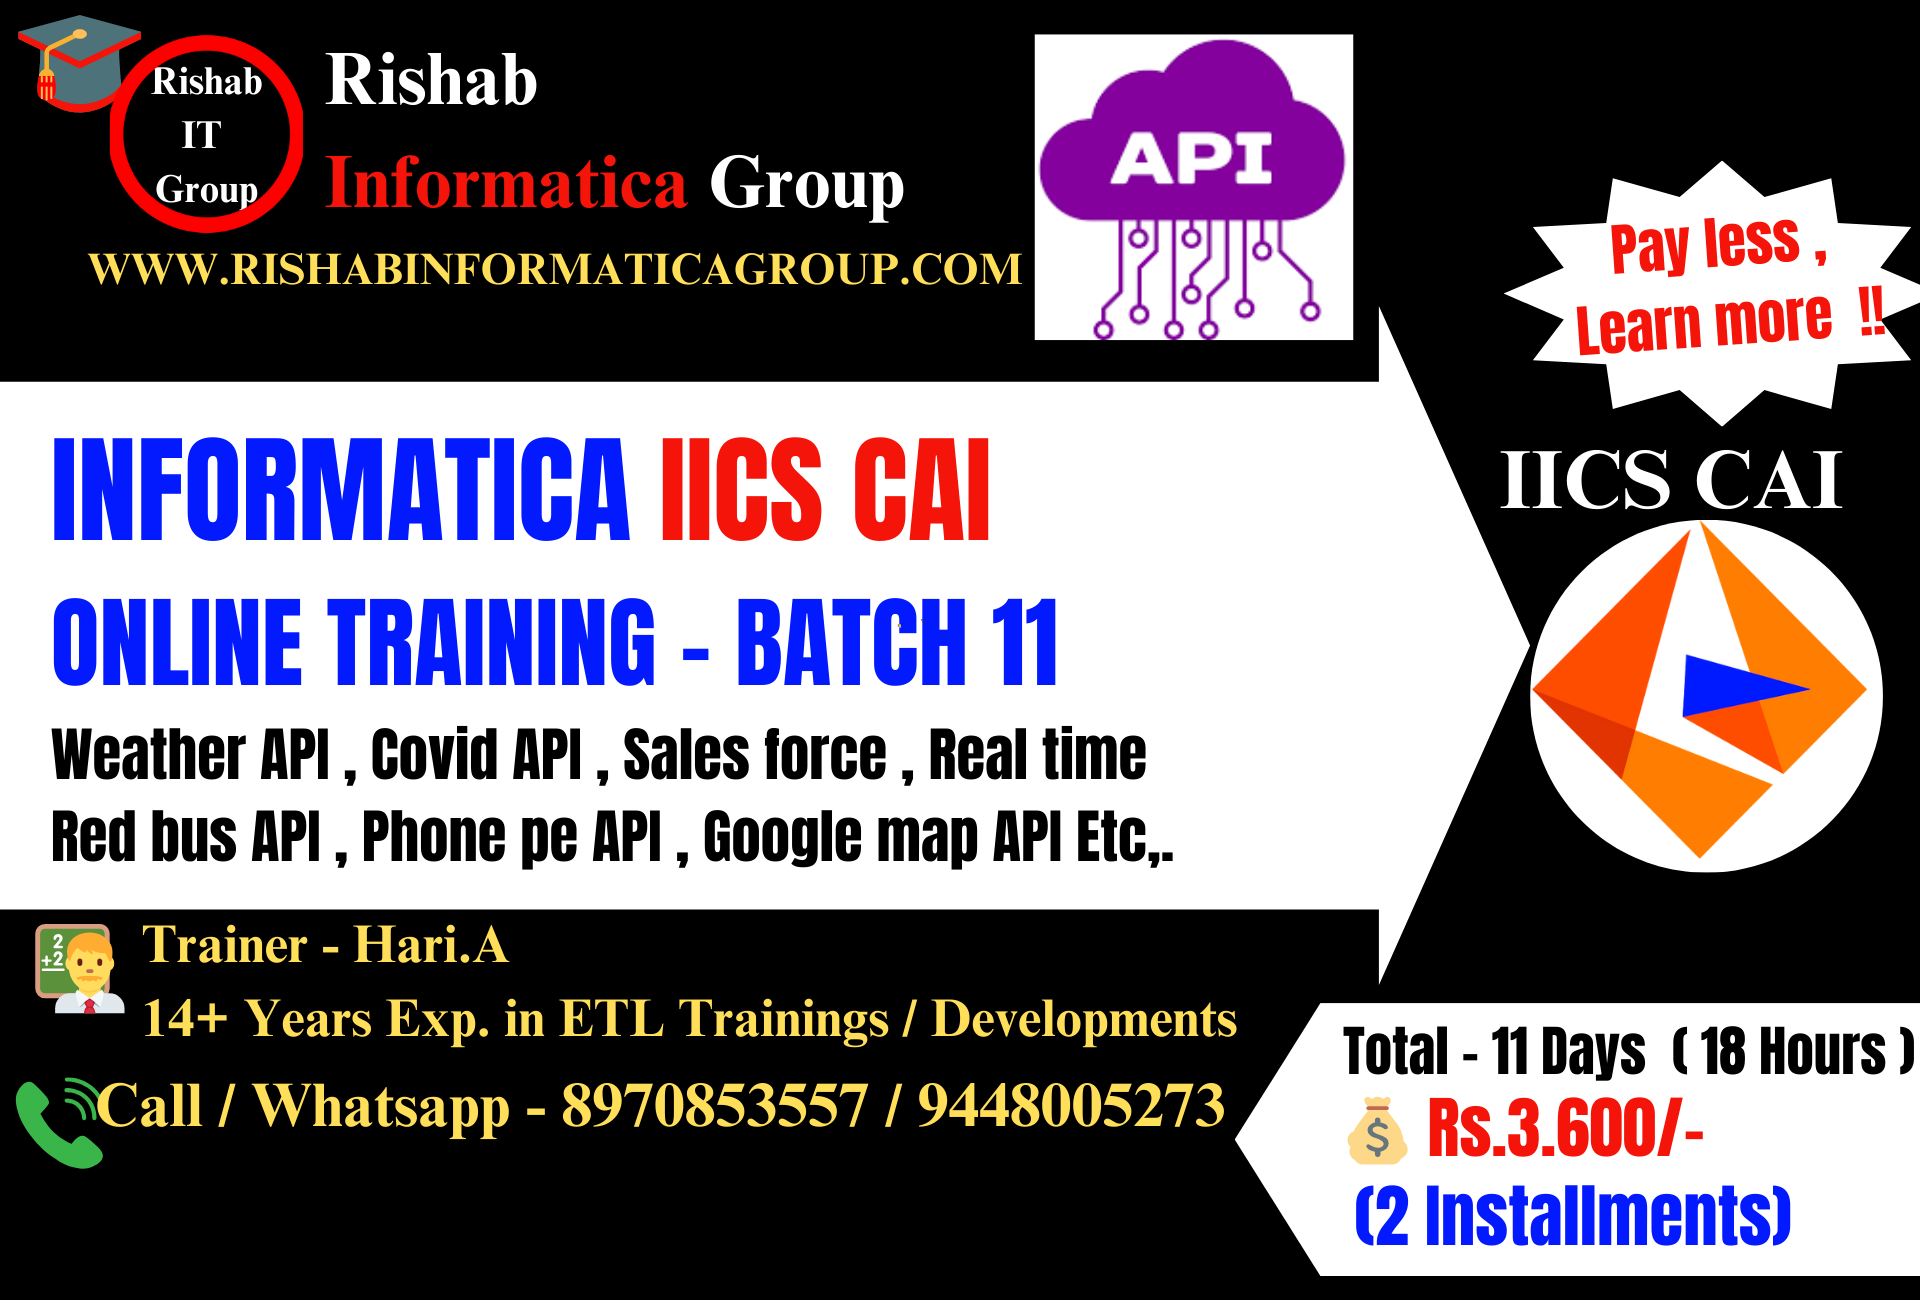 Rishab
IT
Group
Rishab
Informatica Group
WWW.RISHABINFORMATICAGROUP.COM
API
Pay less ,
Learn more !!
INFORMATICA IICS CAI
ONLINE TRAINING - BATCH 11
Weather API , Covid API , Sales force , Real time
Red bus API , Phone pe API , Google map API Etc,.
IICS CAI
2
+2
Trainer - Hari.A
14+ Years Exp. in ETL Trainings / Developments
Call / Whatsapp - 8970853557 / 9448005273
Total - 11 Days ( 18 Hours )
$ Rs.3.600/-
(2 Installments)